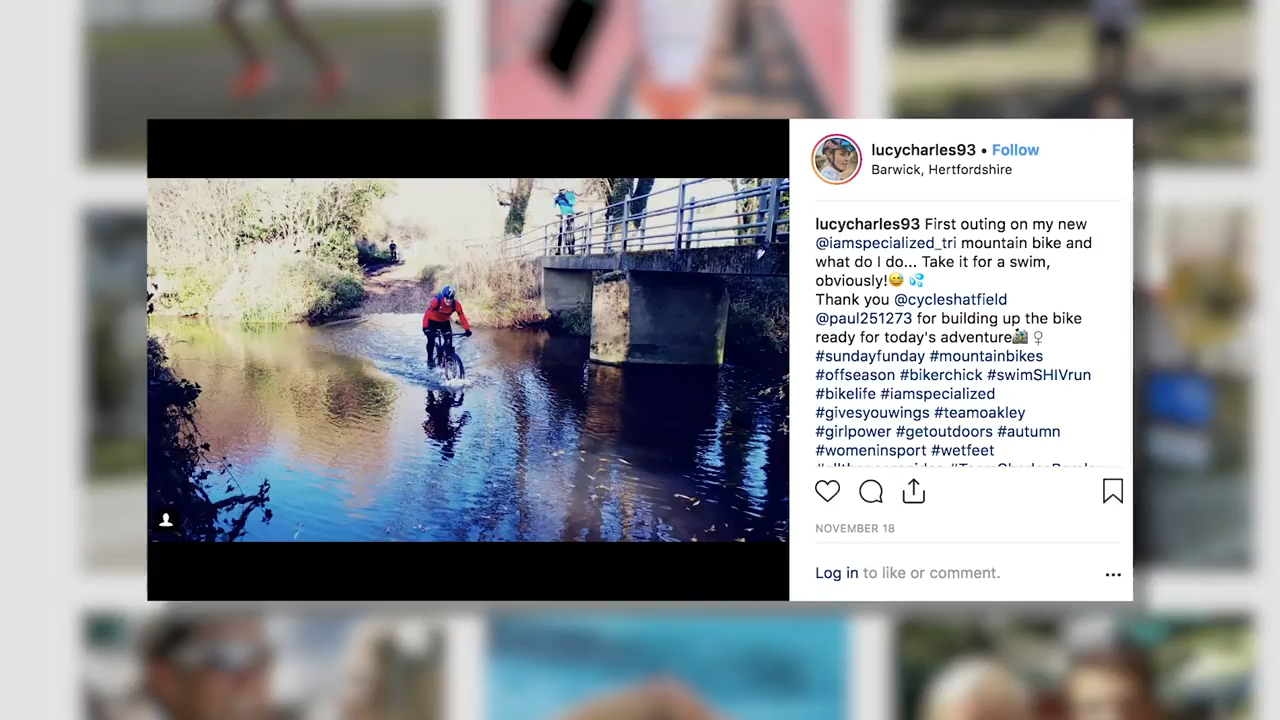 lucycharles93 • Follow
Barwick, Hertfordshire
lucycharles93 First outing on my new
@iamspecialized_tri mountain bike and
what do I do... Take it for a swim,
obviously!😅 💦
Thank you @cycleshatfield
@paul251273 for building up the bike
ready for today's adventure🚵 ♀
#sundayfunday #mountainbikes
#offseason #bikerchick #swimSHIVrun
#bikelife #iamspecialized
#givesyouwings #teamoakley
#girlpower #getoutdoors #autumn
#womeninsport #wetfeet
NOVEMBER 18
Log in to like or comment.